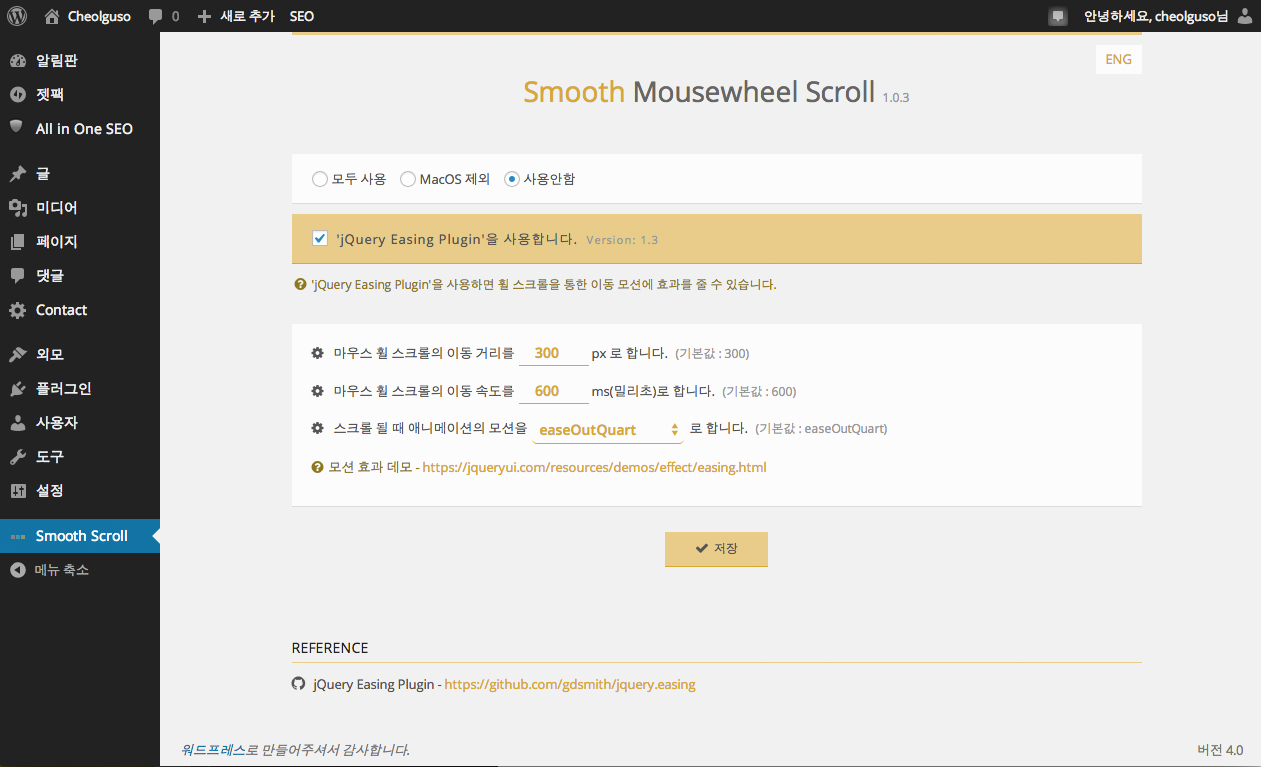 Cheolguso 0 새로 추가 SEO 안녕하세요, cheolguso님
알림판
젯팩
All in One SEO
글
미디어
페이지
댓글
Contact
외모
플러그인
사용자
도구
설정
Smooth Scroll
메뉴 축소
ENG
Smooth Mousewheel Scroll 1.0.3
모두 사용 MacOS 제외 사용안함
'jQuery Easing Plugin'을 사용합니다. Version: 1.3
'jQuery Easing Plugin'을 사용하면 휠 스크롤을 통한 이동 모션에 효과를 줄 수 있습니다.
마우스 휠 스크롤의 이동 거리를 300 px 로 합니다. (기본값 : 300)
마우스 휠 스크롤의 이동 속도를 600 ms(밀리초)로 합니다. (기본값 : 600)
스크롤 될 때 애니메이션의 모션을 easeOutQuart 로 합니다. (기본값 : easeOutQuart)
모션 효과 데모 - https://jqueryui.com/resources/demos/effect/easing.html
저장
REFERENCE
jQuery Easing Plugin - https://github.com/gdsmith/jquery.easing
워드프레스로 만들어주셔서 감사합니다. 버전 4.0